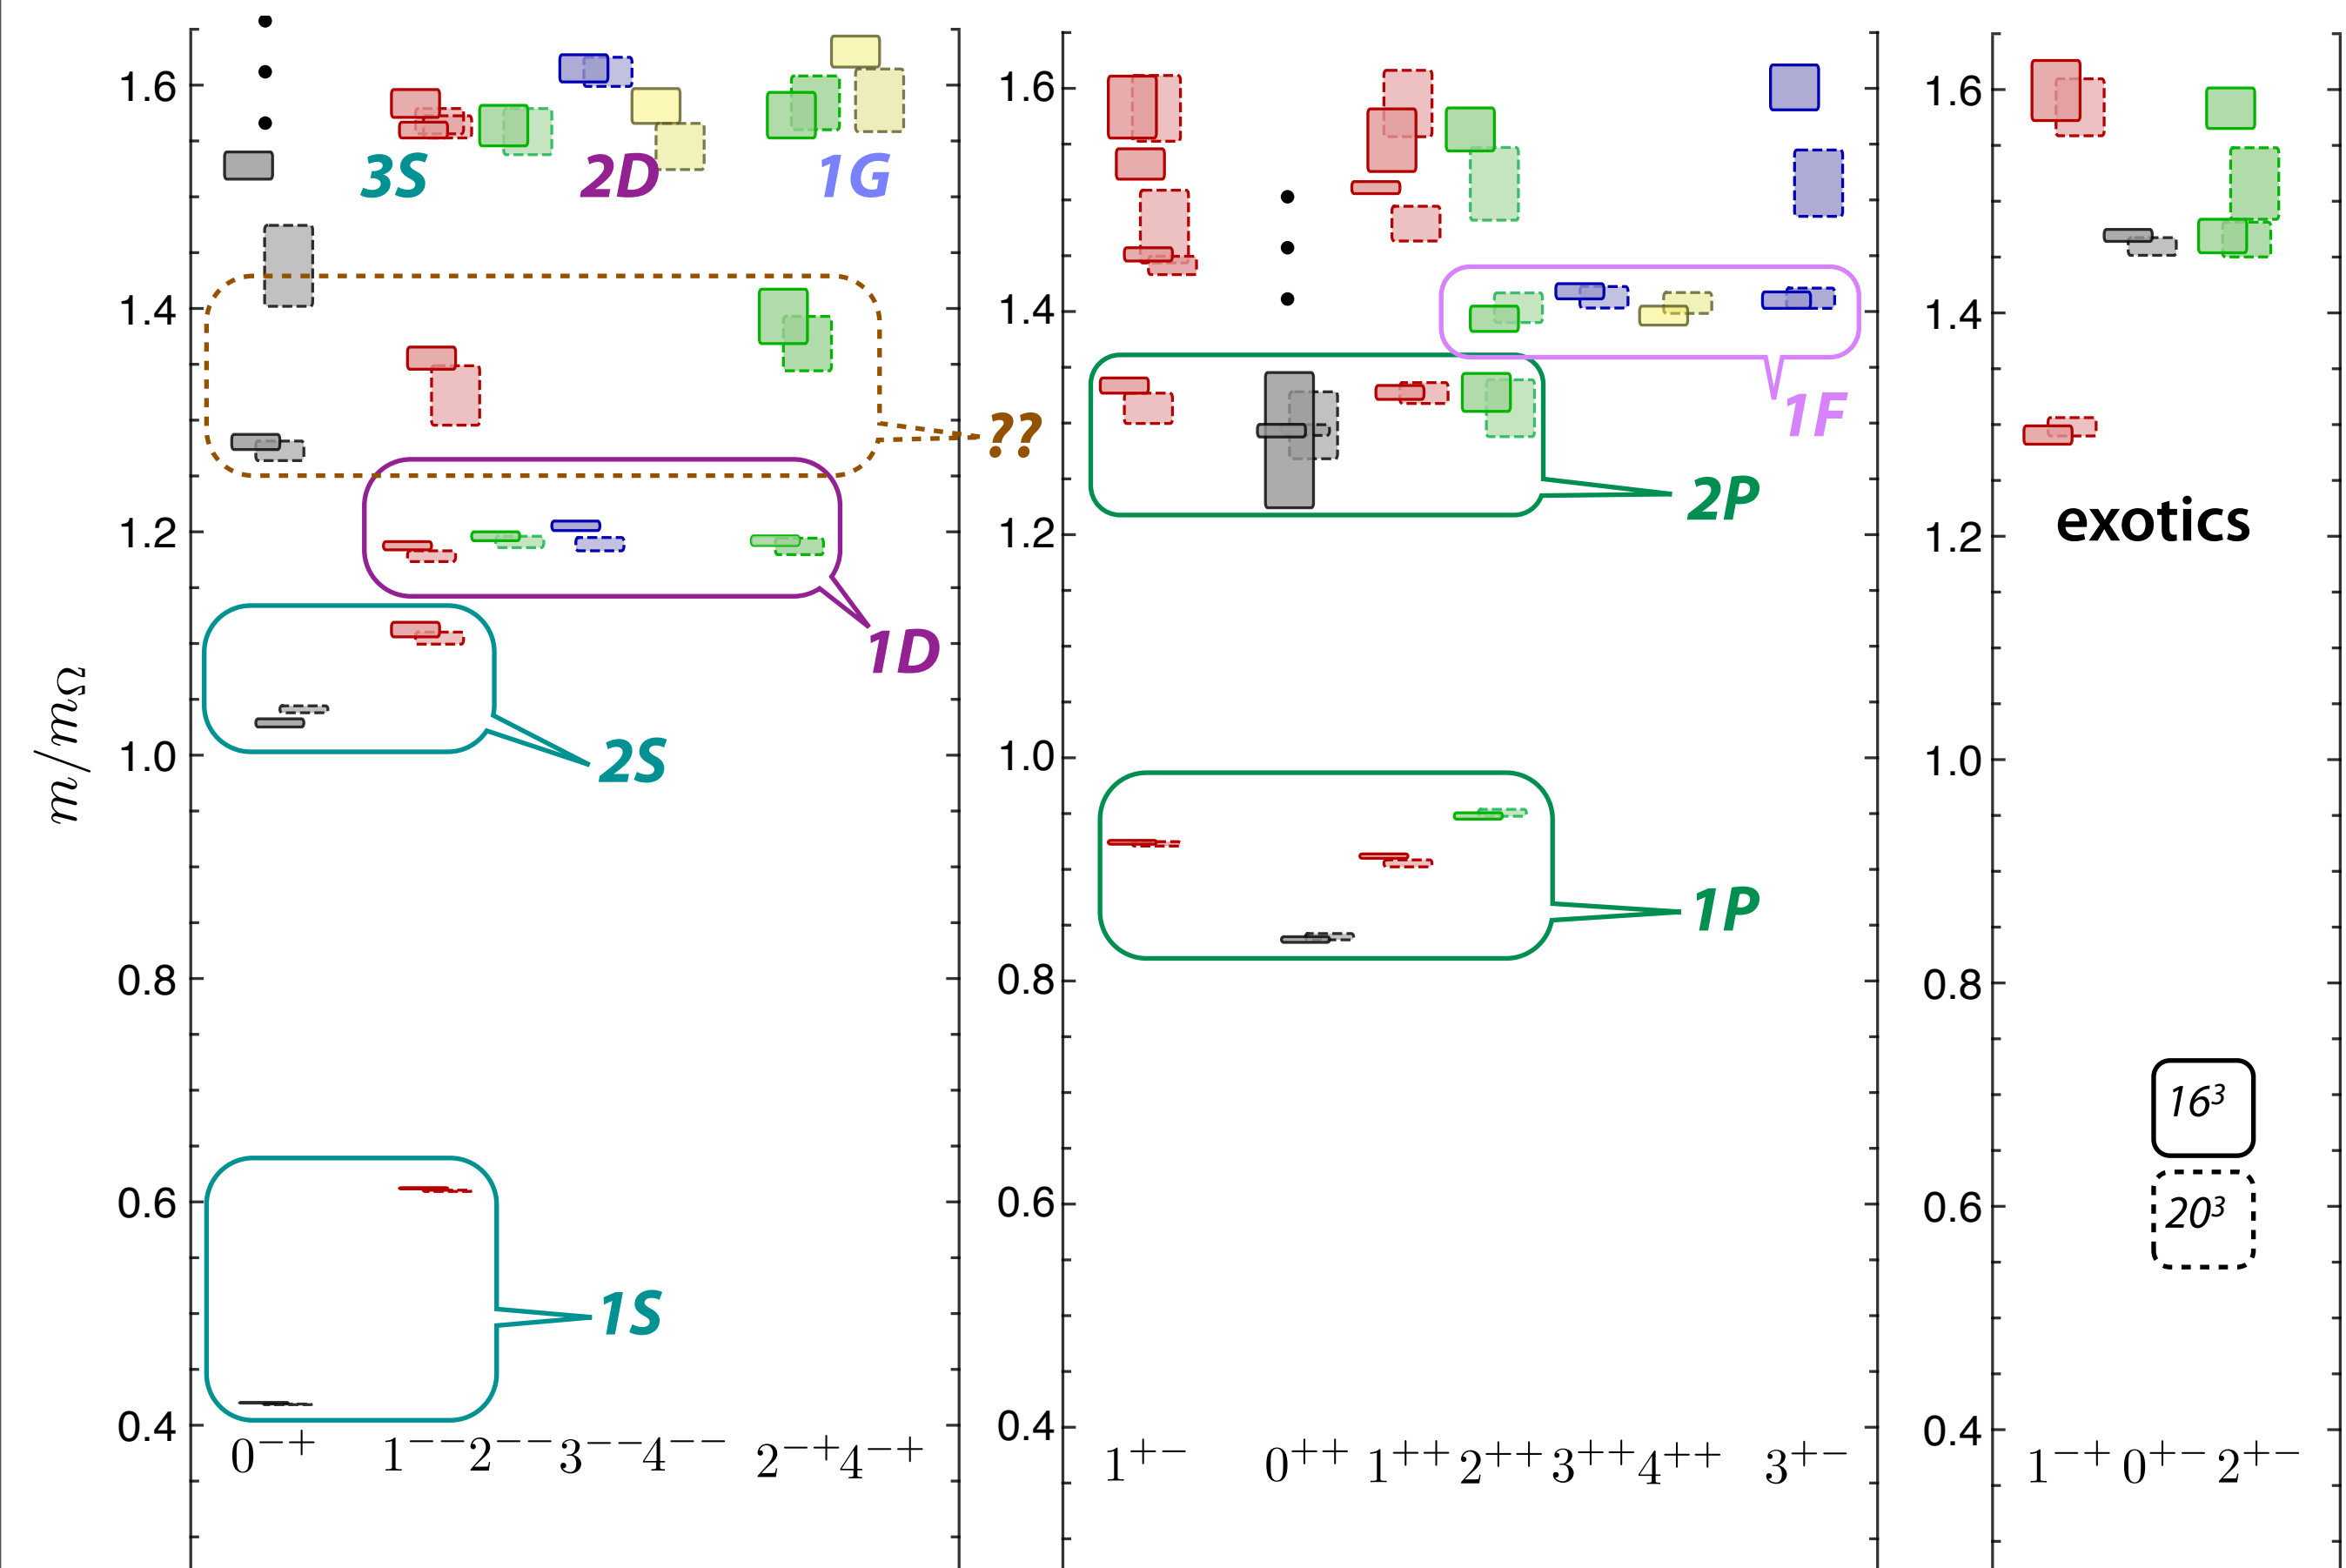 m/m_Ω
1.6
1.4
1.2
1.0
0.8
0.6
0.4
3S
2D
1G
??
1D
2S
1S
0⁻⁺ 1⁻⁻ 2⁻⁻ 3⁻⁻ 4⁻⁻ 2⁻⁺ 4⁻⁺
1.6
1.4
1.2
1.0
0.8
0.6
0.4
1F
2P
1P
1⁺⁻ 0⁺⁺ 1⁺⁺ 2⁺⁺ 3⁺⁺ 4⁺⁺ 3⁺⁻
1.6
1.4
1.2
1.0
0.8
0.6
0.4
exotics
16³
20³
1⁻⁺ 0⁺⁻ 2⁺⁻